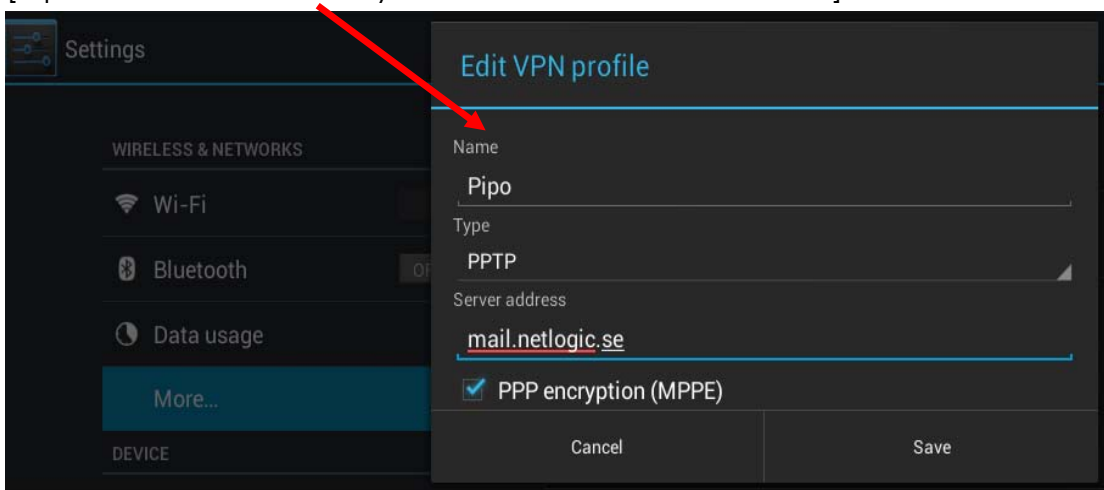 Settings
Edit VPN profile
WIRELESS & NETWORKS
Name
Wi-Fi
Pipo
Type
Bluetooth
PPTP
Server address
Data usage
mail.netlogic.se
More...
PPP encryption (MPPE)
DEVICE
Cancel
Save